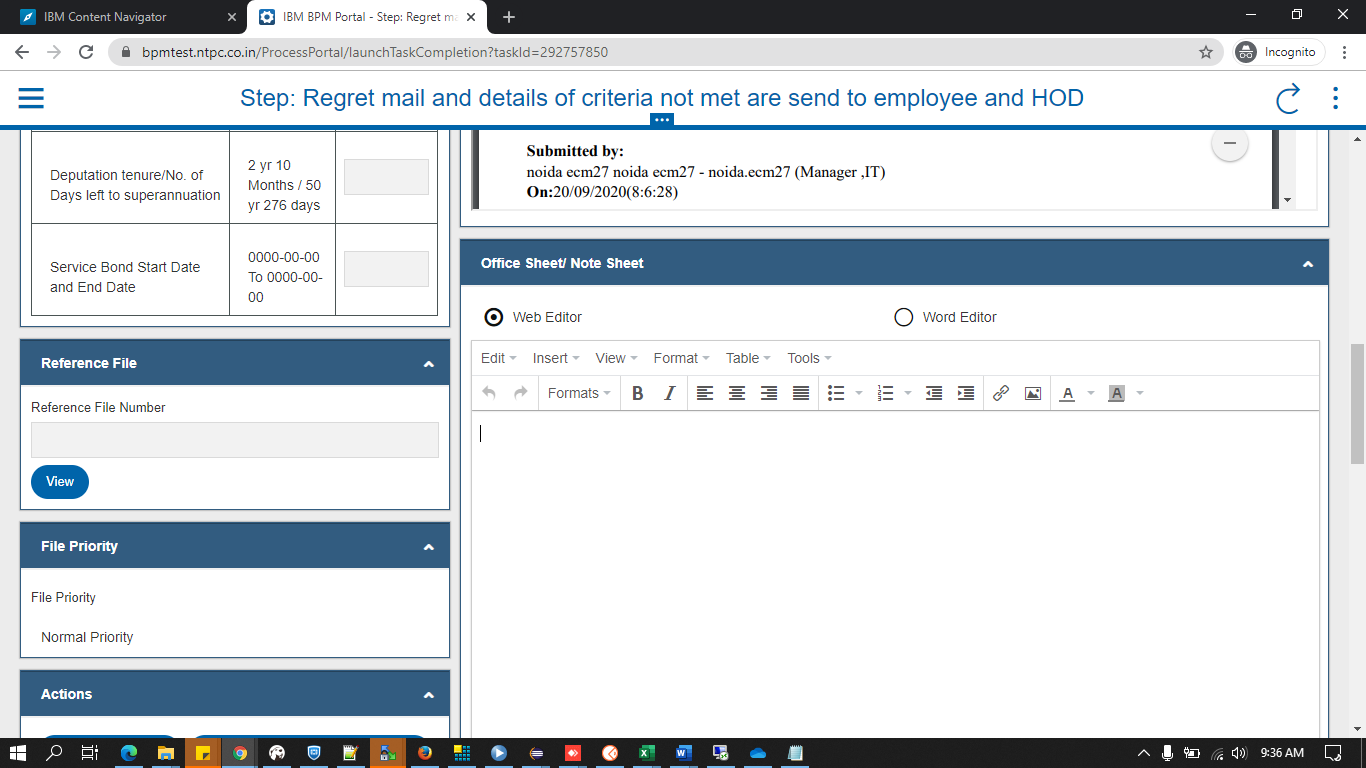 IBM Content Navigator
IBM BPM Portal - Step: Regret ma
bpmtest.ntpc.co.in/ProcessPortal/launchTaskCompletion?taskId=292757850
Incognito
Step: Regret mail and details of criteria not met are send to employee and HOD
Deputation tenure/No. of
Days left to superannuation
2 yr 10
Months / 50
yr 276 days
Service Bond Start Date
and End Date
0000-00-00
To 0000-00-
00
Reference File
Reference File Number
View
File Priority
File Priority
Normal Priority
Actions
Submitted by:
noida ecm27 noida ecm27 - noida.ecm27 (Manager ,IT)
On:20/09/2020(8:6:28)
Office Sheet/ Note Sheet
Web Editor
Word Editor
Edit Insert View Format Table Tools
Formats B I A A
9:36 AM